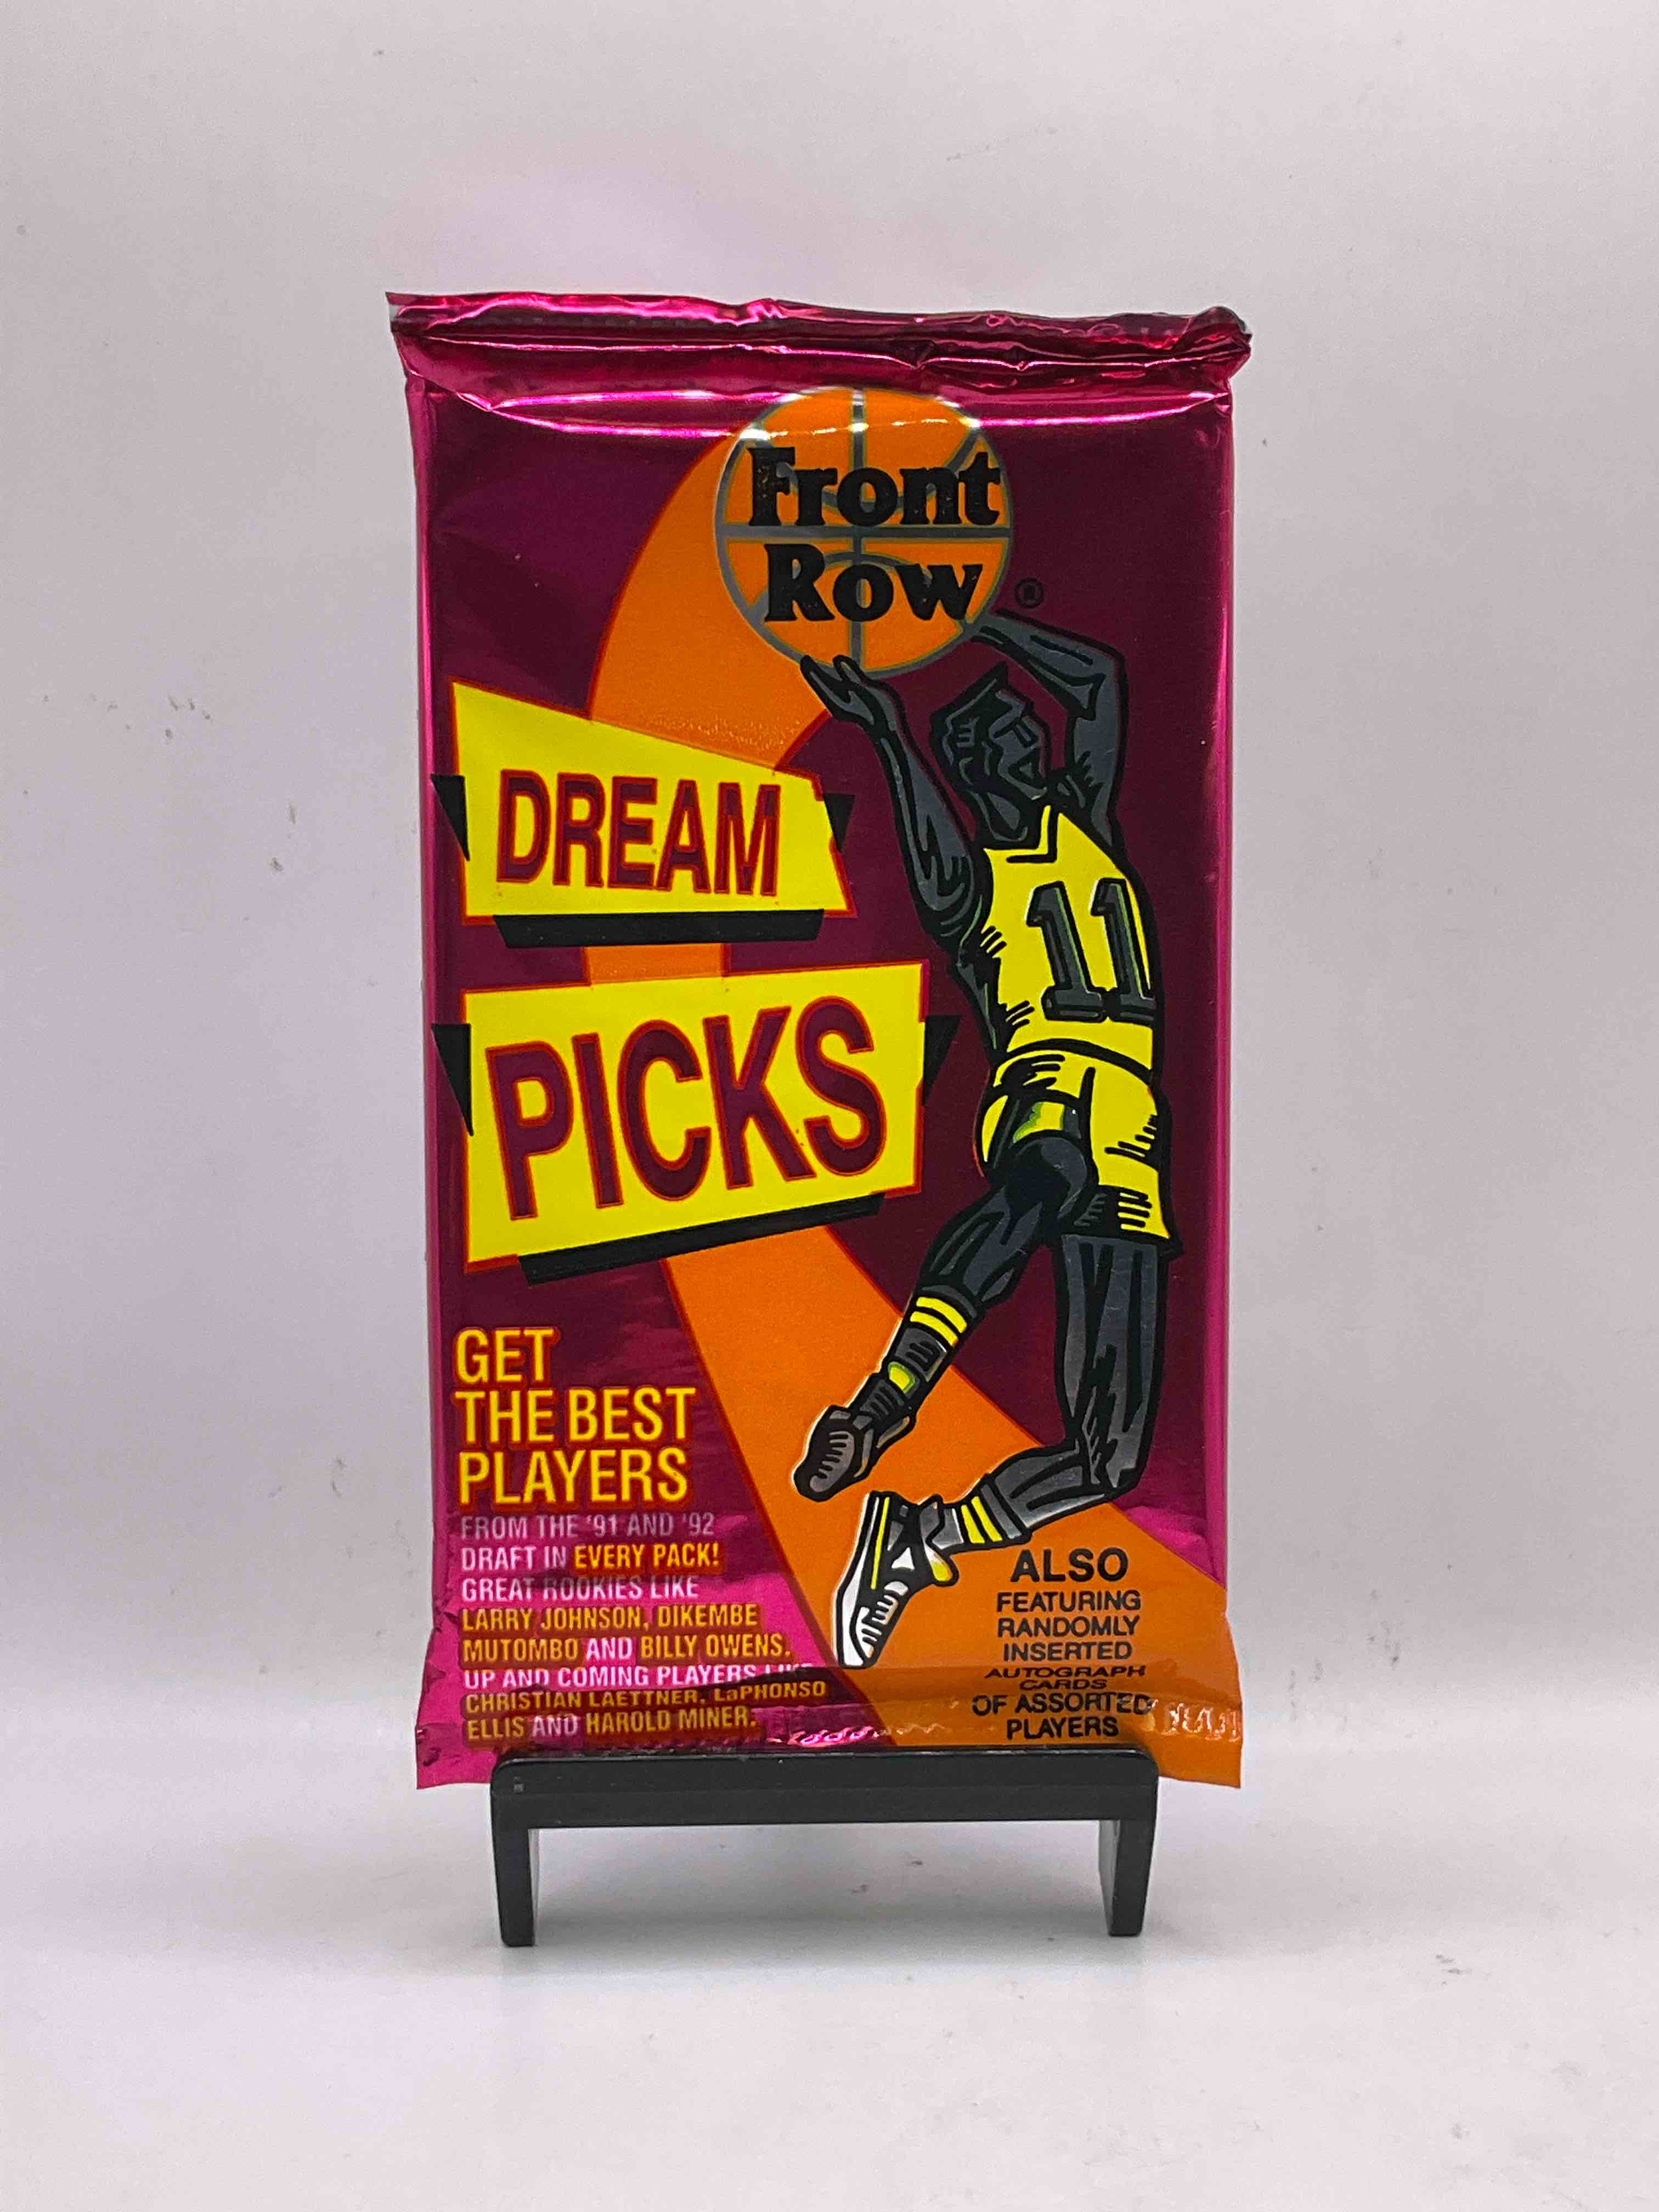 Front
Row
®
DREAM
PICKS
11
GET
THE BEST
PLAYERS
FROM THE '91 AND '92
DRAFT IN EVERY PACK!
GREAT ROOKIES LIKE
LARRY JOHNSON, DIKEMBE
MUTOMBO AND BILLY OWENS.
UP AND COMING PLAYERS LIKE
CHRISTIAN LAETTNER, LaPHONSO
ELLIS AND HAROLD MINER.
ALSO
FEATURING
RANDOMLY
INSERTED
AUTOGRAPH
CARDS
OF ASSORTED
PLAYERS